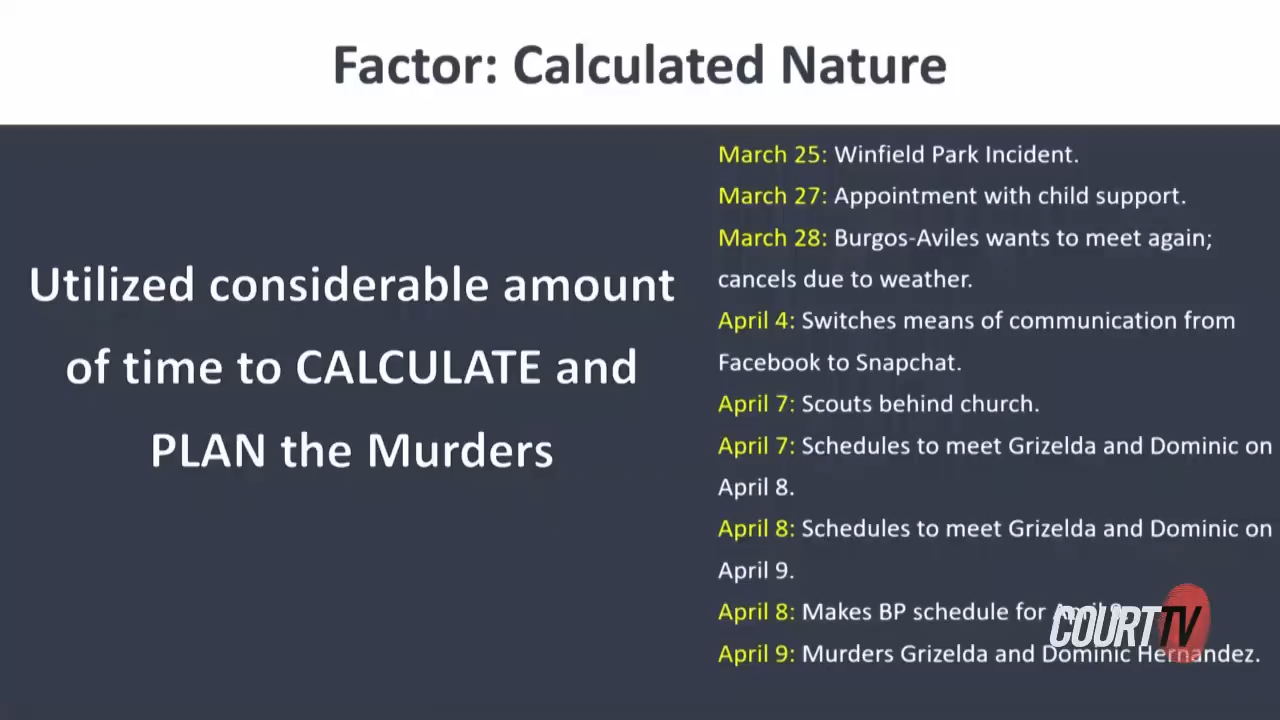 Factor: Calculated Nature
Utilized considerable amount
of time to CALCULATE and
PLAN the Murders
March 25: Winfield Park Incident.
March 27: Appointment with child support.
March 28: Burgos-Aviles wants to meet again;
cancels due to weather.
April 4: Switches means of communication from
Facebook to Snapchat.
April 7: Scouts behind church.
April 7: Schedules to meet Grizelda and Dominic on
April 8.
April 8: Schedules to meet Grizelda and Dominic on
April 9.
April 8: Makes BP schedule for April
April 9: Murders Grizelda and Dominic Hernandez.
COURT TV